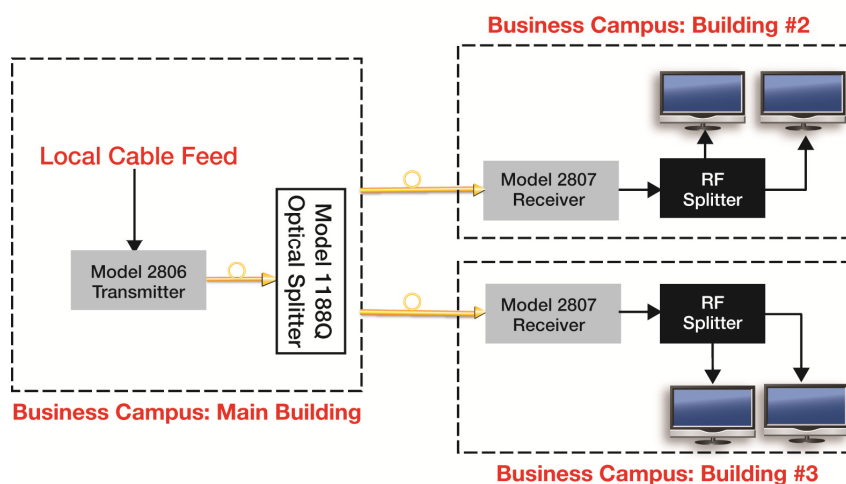 Business Campus: Building #2
Local Cable Feed
Model 2806
Transmitter
Model 1188Q
Optical Splitter
Model 2807
Receiver
RF
Splitter
Model 2807
Receiver
RF
Splitter
Business Campus: Main Building
Business Campus: Building #3